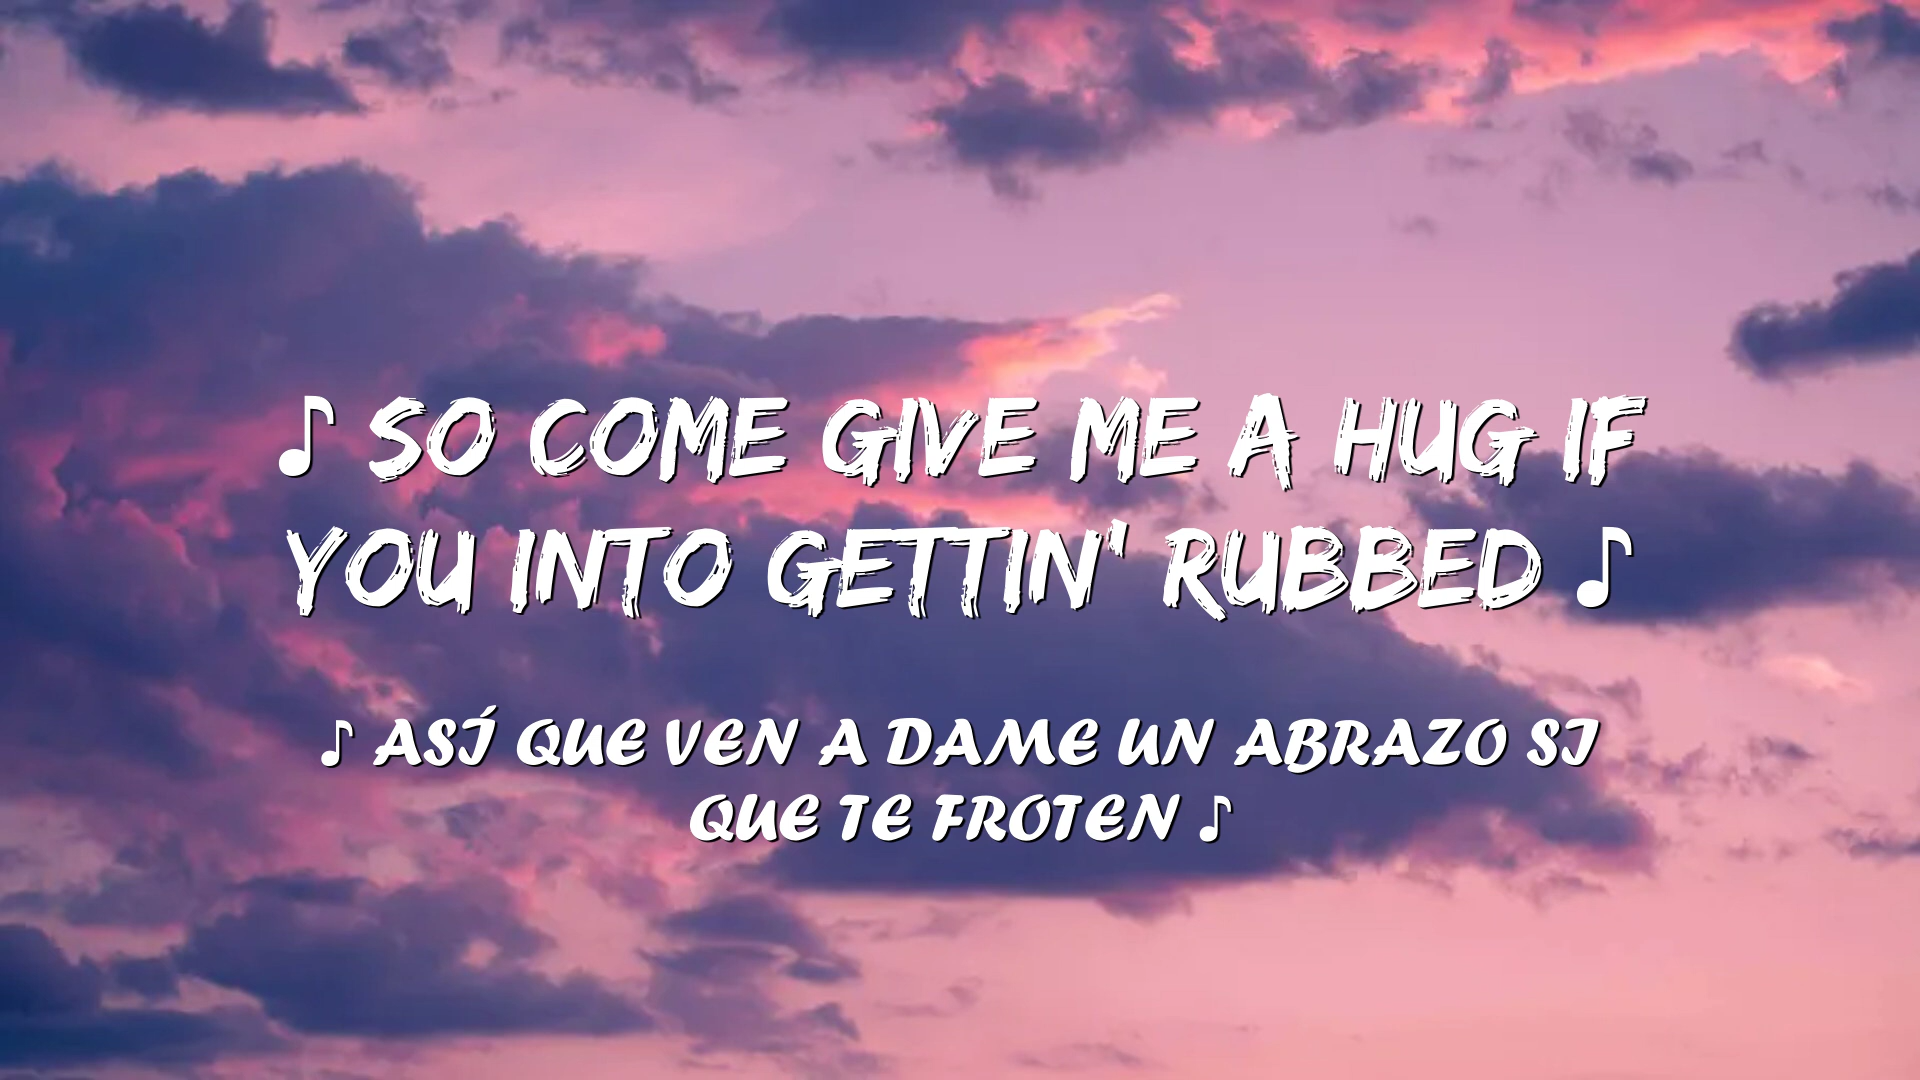 ♪ SO COME GIVE ME A HUG IF
YOU INTO GETTIN' RUBBED ♪
♪ ASÍ QUE VEN A DAME UN ABRAZO SI
QUE TE FROTEN ♪